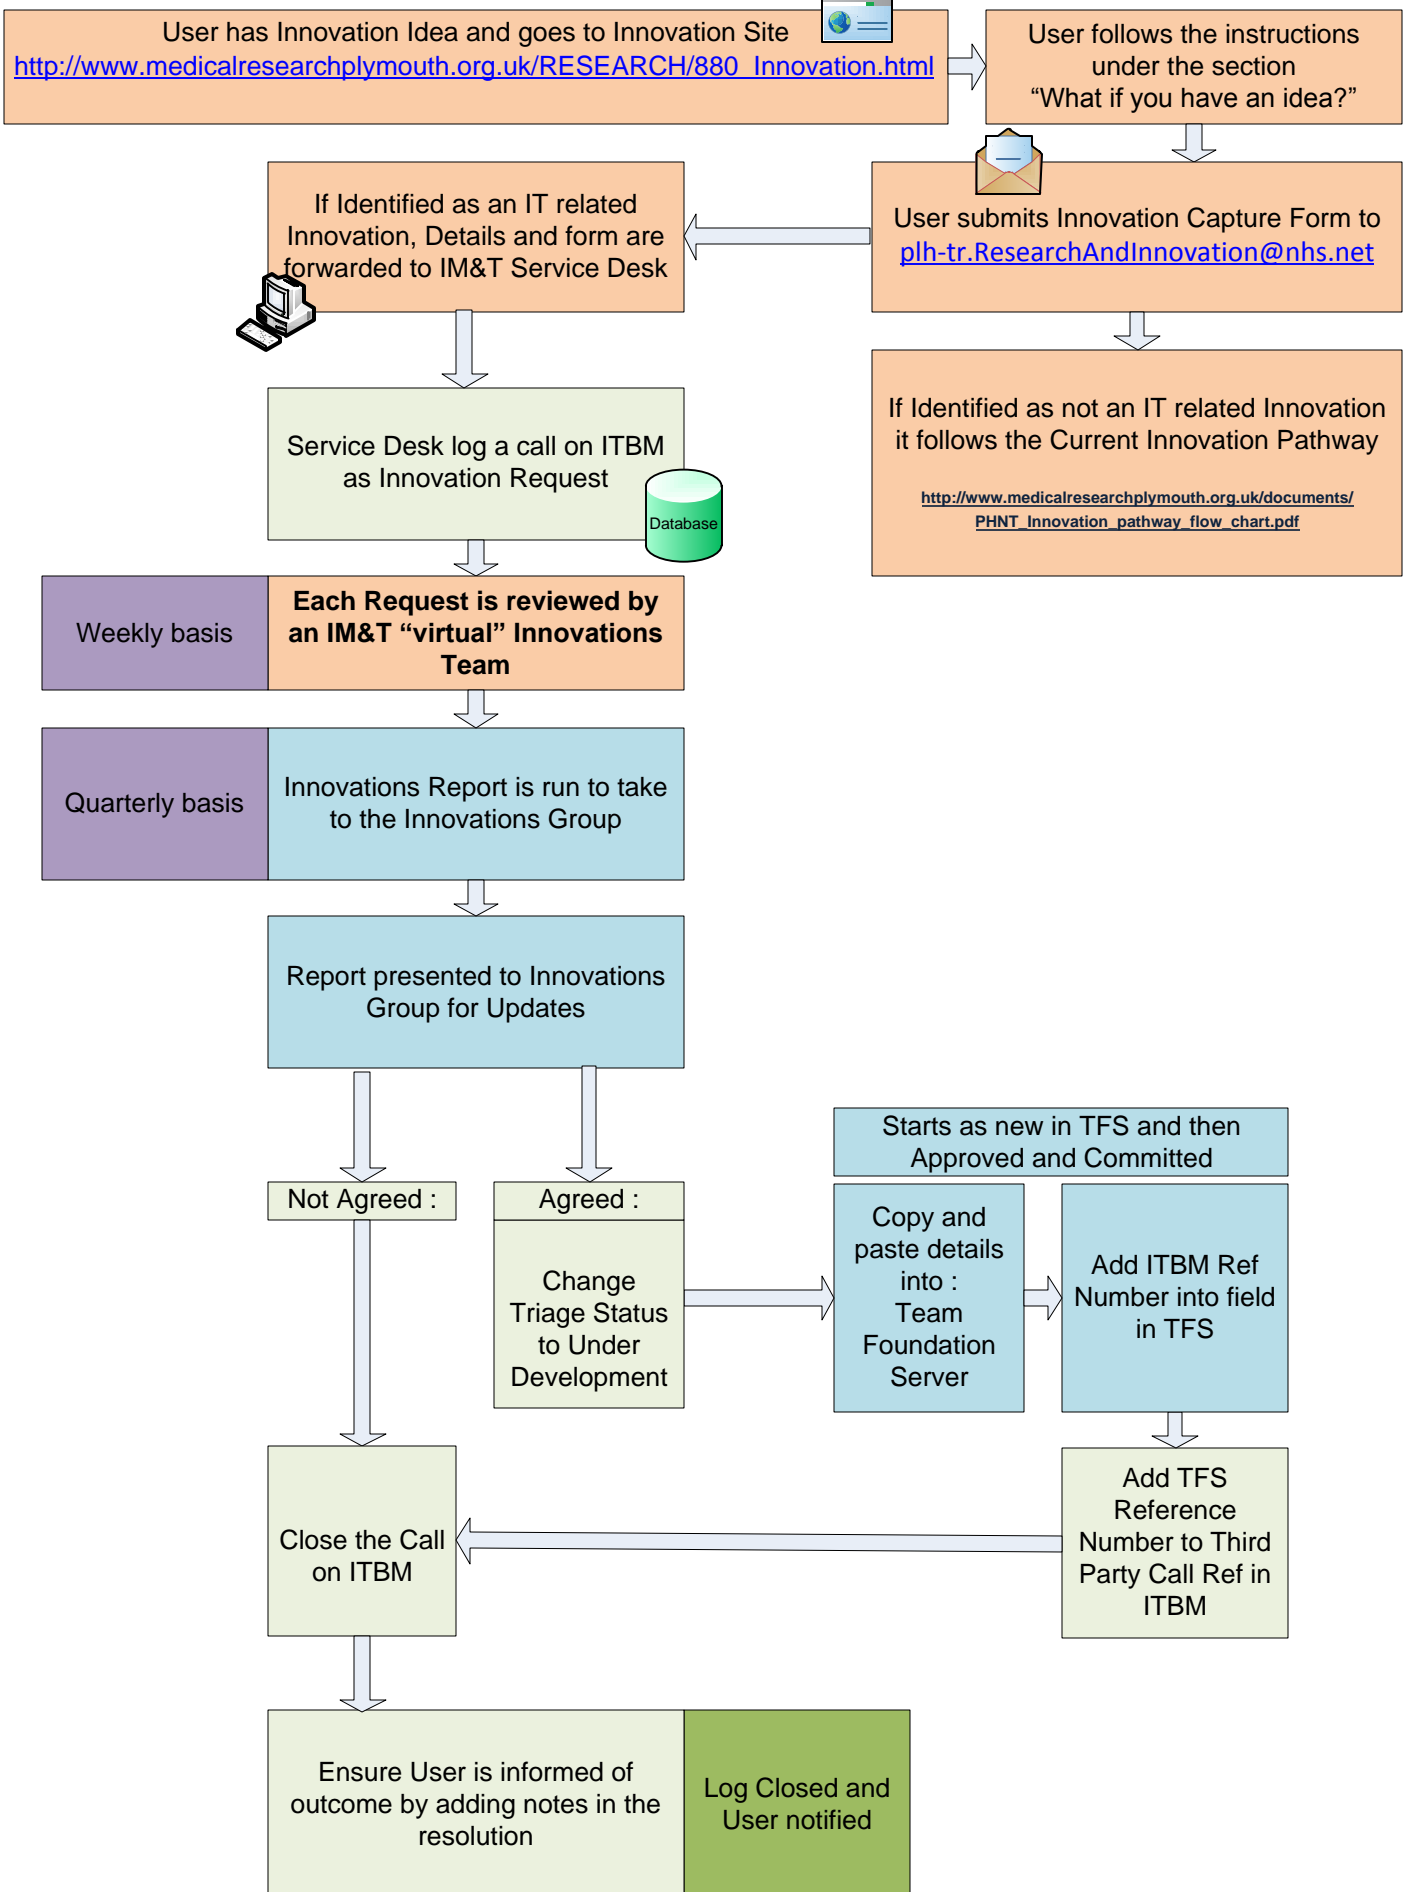 User has Innovation Idea and goes to Innovation Site
http://www.medicalresearchplymouth.org.uk/RESEARCH/880_Innovation.html
User follows the instructions
under the section
“What if you have an idea?”
If Identified as an IT related
Innovation, Details and form are
forwarded to IM&T Service Desk
User submits Innovation Capture Form to
plh-tr.ResearchAndInnovation@nhs.net
If Identified as not an IT related Innovation
it follows the Current Innovation Pathway
http://www.medicalresearchplymouth.org.uk/documents/
PHNT_Innovation_pathway_flow_chart.pdf
Service Desk log a call on ITBM
as Innovation Request
Database
Weekly basis
Each Request is reviewed by
an IM&T “virtual” Innovations
Team
Quarterly basis
Innovations Report is run to take
to the Innovations Group
Report presented to Innovations
Group for Updates
Not Agreed :
Agreed :
Change
Triage Status
to Under
Development
Starts as new in TFS and then
Approved and Committed
Copy and
paste details
into :
Team
Foundation
Server
Add ITBM Ref
Number into field
in TFS
Add TFS
Reference
Number to Third
Party Call Ref in
ITBM
Close the Call
on ITBM
Ensure User is informed of
outcome by adding notes in the
resolution
Log Closed and
User notified